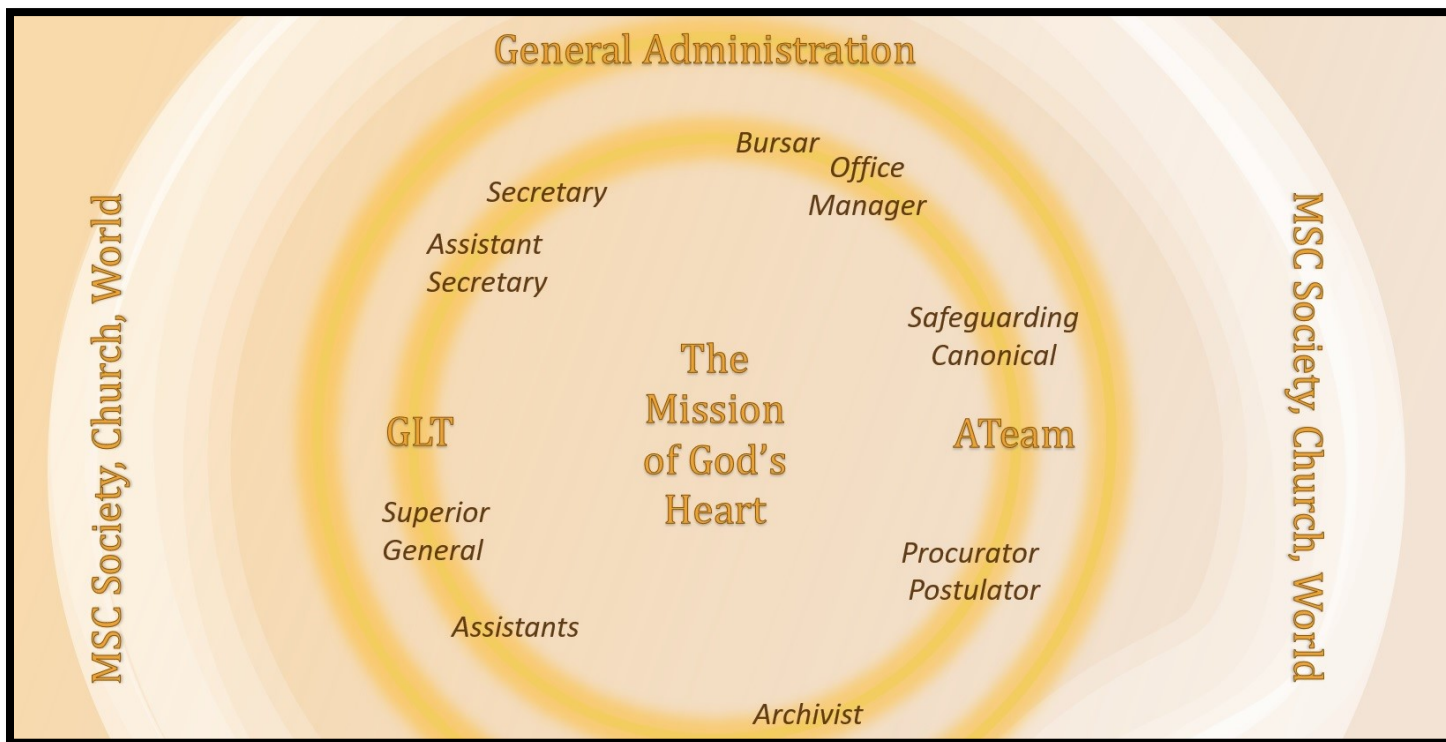 General Administration
Bursar
Office
Manager
Secretary
Assistant
Secretary
MSC Society, Church, World
MSC Society, Church, World
Safeguarding
Canonical
The
Mission
of God's
Heart
GLT
ATeam
Superior
General
Procurator
Postulator
Assistants
Archivist